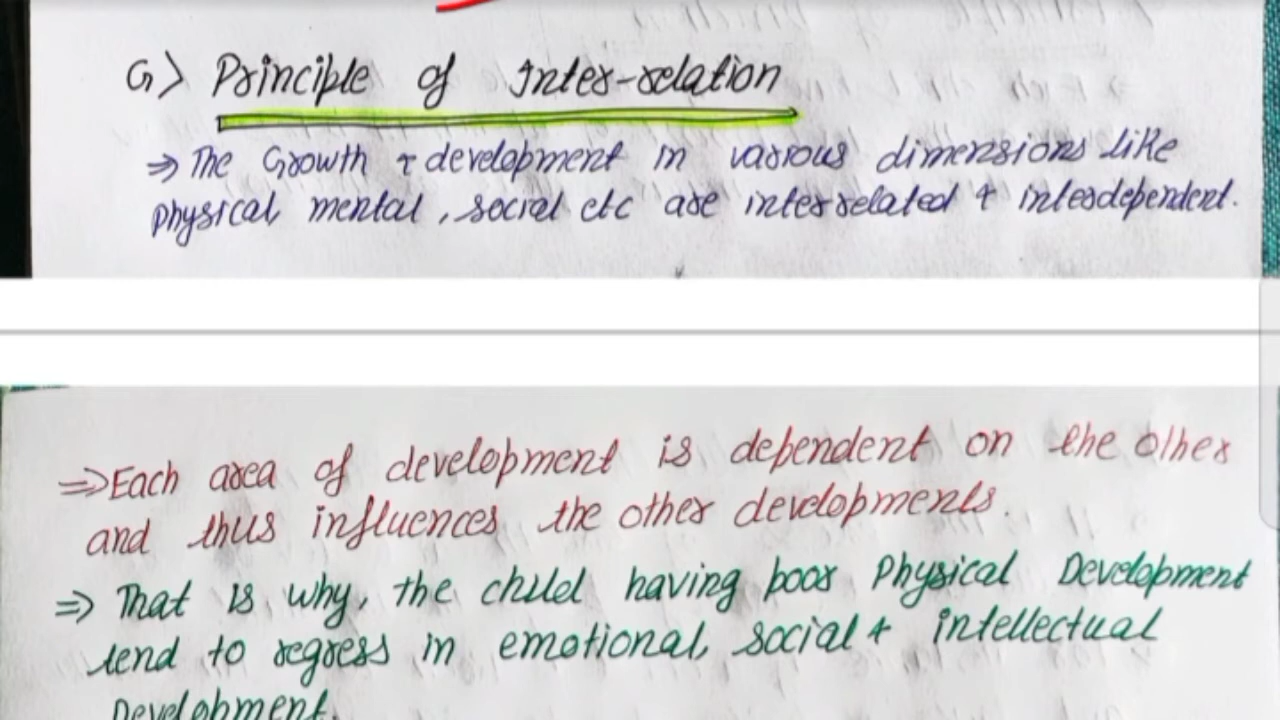 G> Principle of Inter-relation
⇒ The Growth & development in various dimensions like
physical mental, social etc are interrelated & interdependent.
⇒ Each area of development is dependent on the other
and thus influences the other developments.
⇒ That is why, the child having poor Physical Development
tend to regress in emotional, social & intellectual
Development.